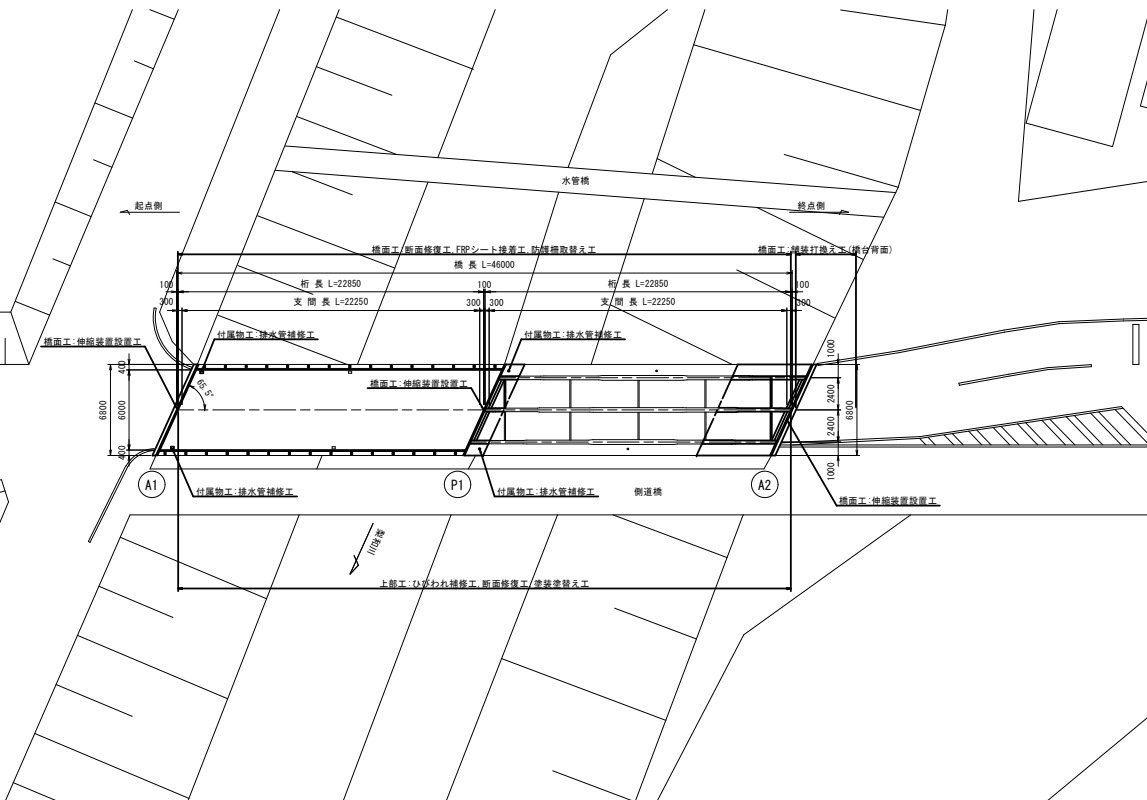 水管橋
起点側
終点側
橋面工:断面修復工,FRPシート接着工,防護柵取替え工
橋面工:舗装打換え工(橋台背面)
橋 長 L=46000
100
桁 長 L=22850
100
桁 長 L=22850
100
300
支 間 長 L=22250
300
300
支 間 長 L=22250
300
橋面工:伸縮装置設置工
付属物工:排水管補修工
付属物工:排水管補修工
橋面工:伸縮装置設置工
65.5°
400
6000
6800
400
1000
2400
2400
6800
1000
A1
P1
A2
付属物工:排水管補修工
付属物工:排水管補修工
側道橋
橋面工:伸縮装置設置工
上部工:ひびわれ補修工,断面修復工,塗装塗替え工